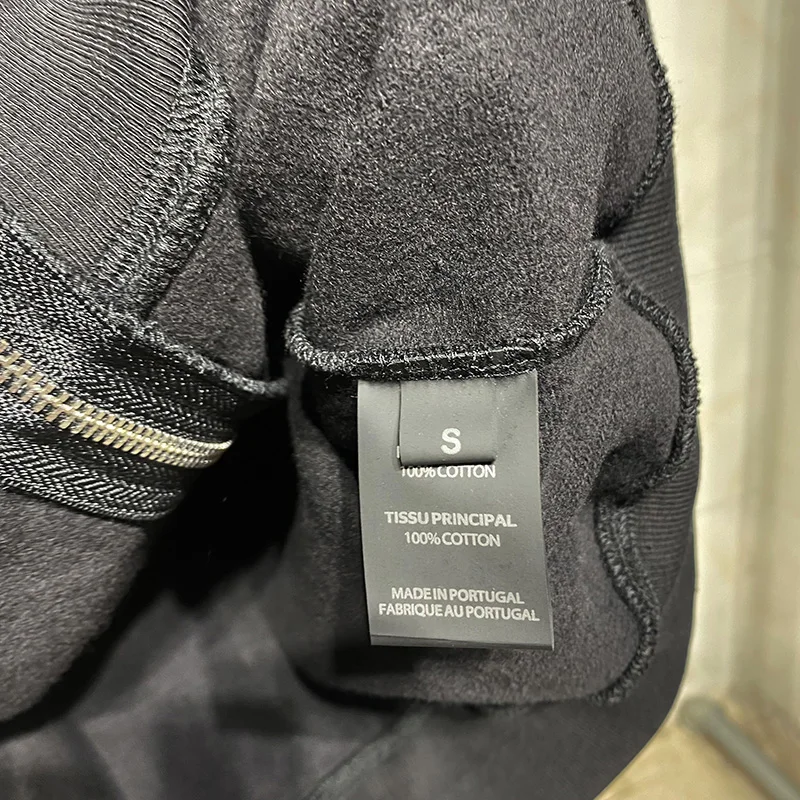 S
100% COTTON
TISSU PRINCIPAL
100% COTTON
MADE IN PORTUGAL
FABRIQUE AU PORTUGAL